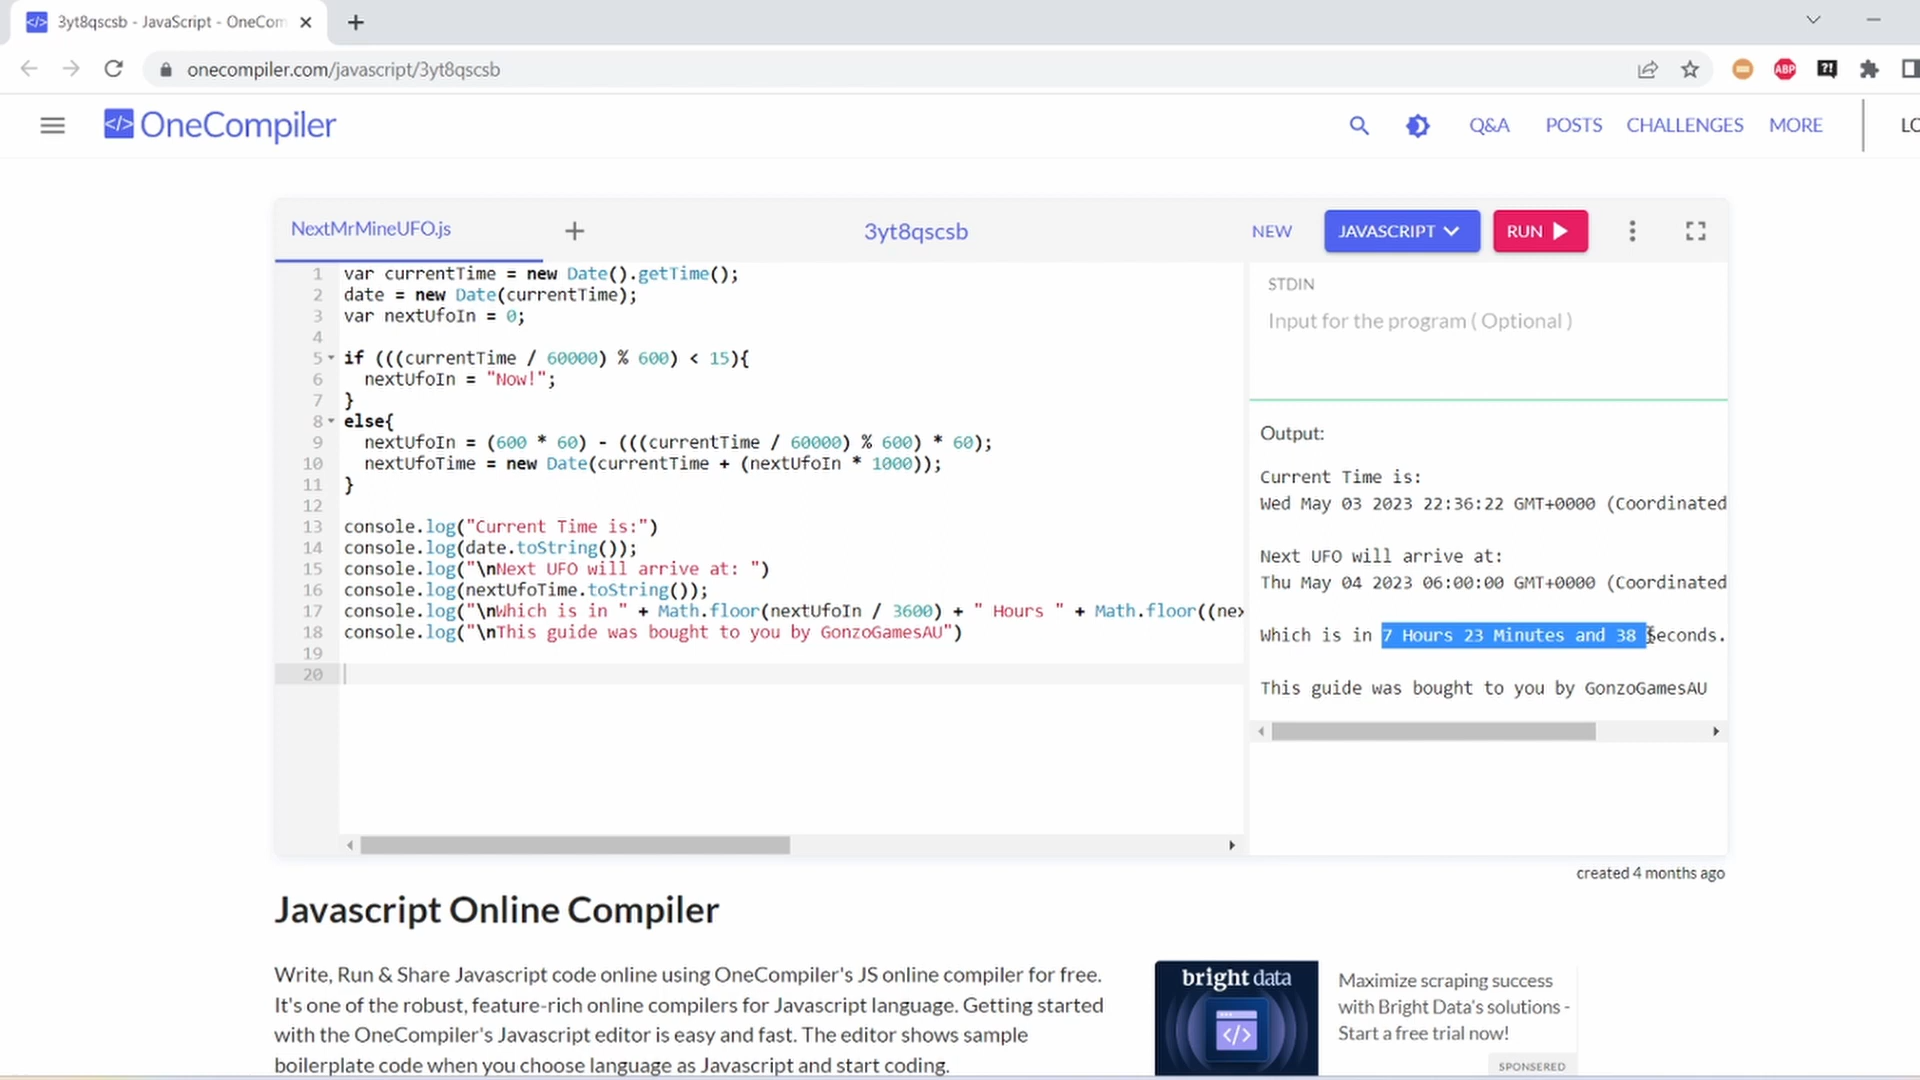 3yt8qscsb - JavaScript - OneCom
onecompiler.com/javascript/3yt8qscsb
ABP
?!
</> OneCompiler
Q&A
POSTS
CHALLENGES
MORE
LO
NextMrMineUFO.js
3yt8qscsb
NEW
JAVASCRIPT
RUN
1 var currentTime = new Date().getTime();
2 date = new Date(currentTime);
3 var nextUfoIn = 0;
4
5 if (((currentTime / 60000) % 600) < 15){
6 nextUfoIn = "Now!";
7 }
8 else{
9 nextUfoIn = (600 * 60) - (((currentTime / 60000) % 600) * 60);
10 nextUfoTime = new Date(currentTime + (nextUfoIn * 1000));
11 }
12
13 console.log("Current Time is:")
14 console.log(date.toString());
15 console.log("\nNext UFO will arrive at: ")
16 console.log(nextUfoTime.toString());
17 console.log("\nWhich is in " + Math.floor(nextUfoIn / 3600) + " Hours " + Math.floor((nex
18 console.log("\nThis guide was bought to you by GonzoGamesAU")
19
20
STDIN
Input for the program ( Optional )
Output:
Current Time is:
Wed May 03 2023 22:36:22 GMT+0000 (Coordinated
Next UFO will arrive at:
Thu May 04 2023 06:00:00 GMT+0000 (Coordinated
Which is in 7 Hours 23 Minutes and 38 Seconds.
This guide was bought to you by GonzoGamesAU
created 4 months ago
Javascript Online Compiler
Write, Run & Share Javascript code online using OneCompiler's JS online compiler for free.
It's one of the robust, feature-rich online compilers for Javascript language. Getting started
with the OneCompiler's Javascript editor is easy and fast. The editor shows sample
boilerplate code when you choose language as Javascript and start coding.
bright data
</>
Maximize scraping success
with Bright Data's solutions -
Start a free trial now!
SPONSORED